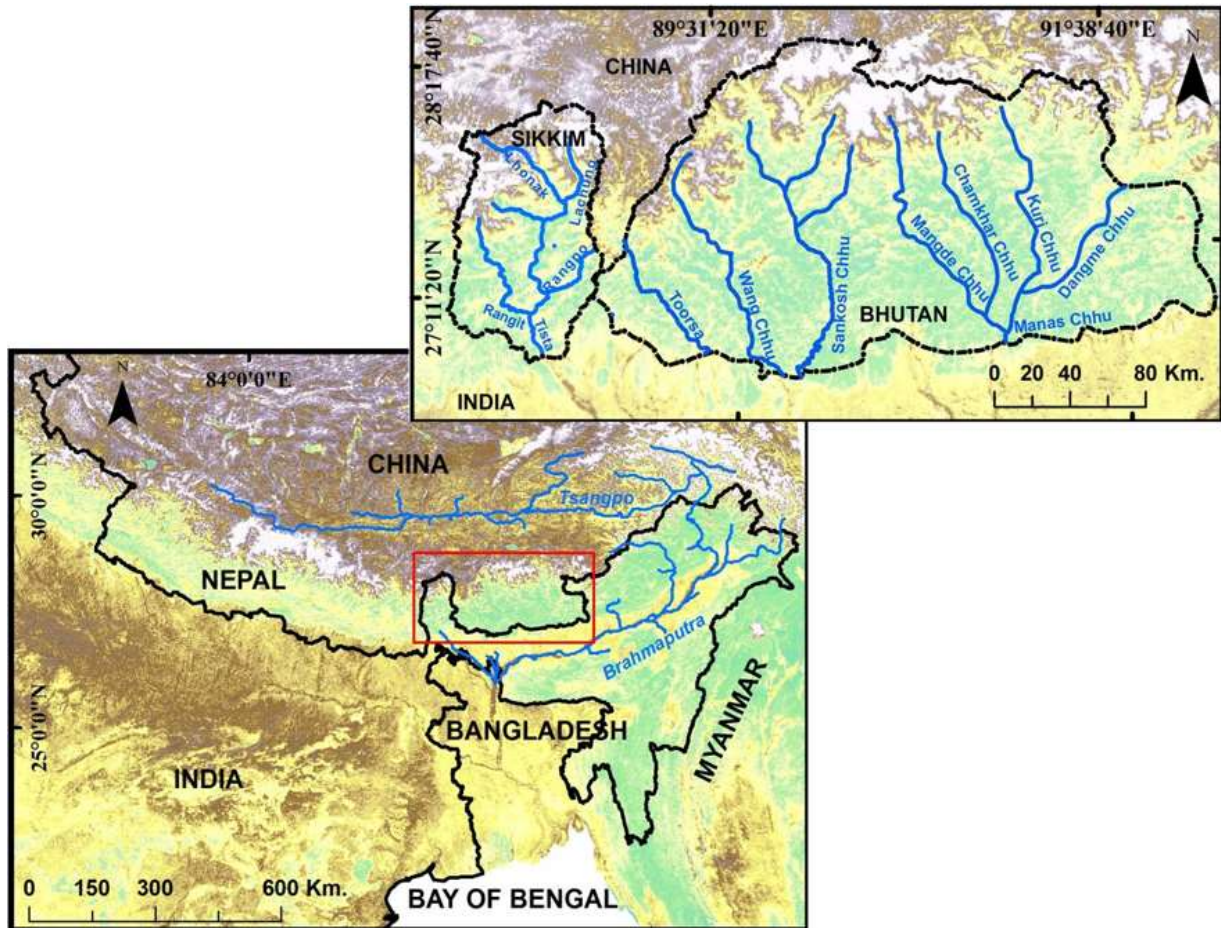 89°31'20"E
91°38'40"E
N
28°17'40"N
CHINA
SIKKIM
Lhonak
Lachung
Rangpo
Rangit
Tista
27°11'20"N
Toorsa
Wang Chhu
Sankosh Chhu
Mangde Chhu
Chamkhar Chhu
Kuri Chhu
Dangme Chhu
Manas Chhu
BHUTAN
INDIA
0 20 40 80 Km.
N
84°0'0"E
30°0'0"N
CHINA
Tsangpo
NEPAL
Brahmaputra
25°0'0"N
BANGLADESH
MYANMAR
INDIA
0 150 300 600 Km.
BAY OF BENGAL